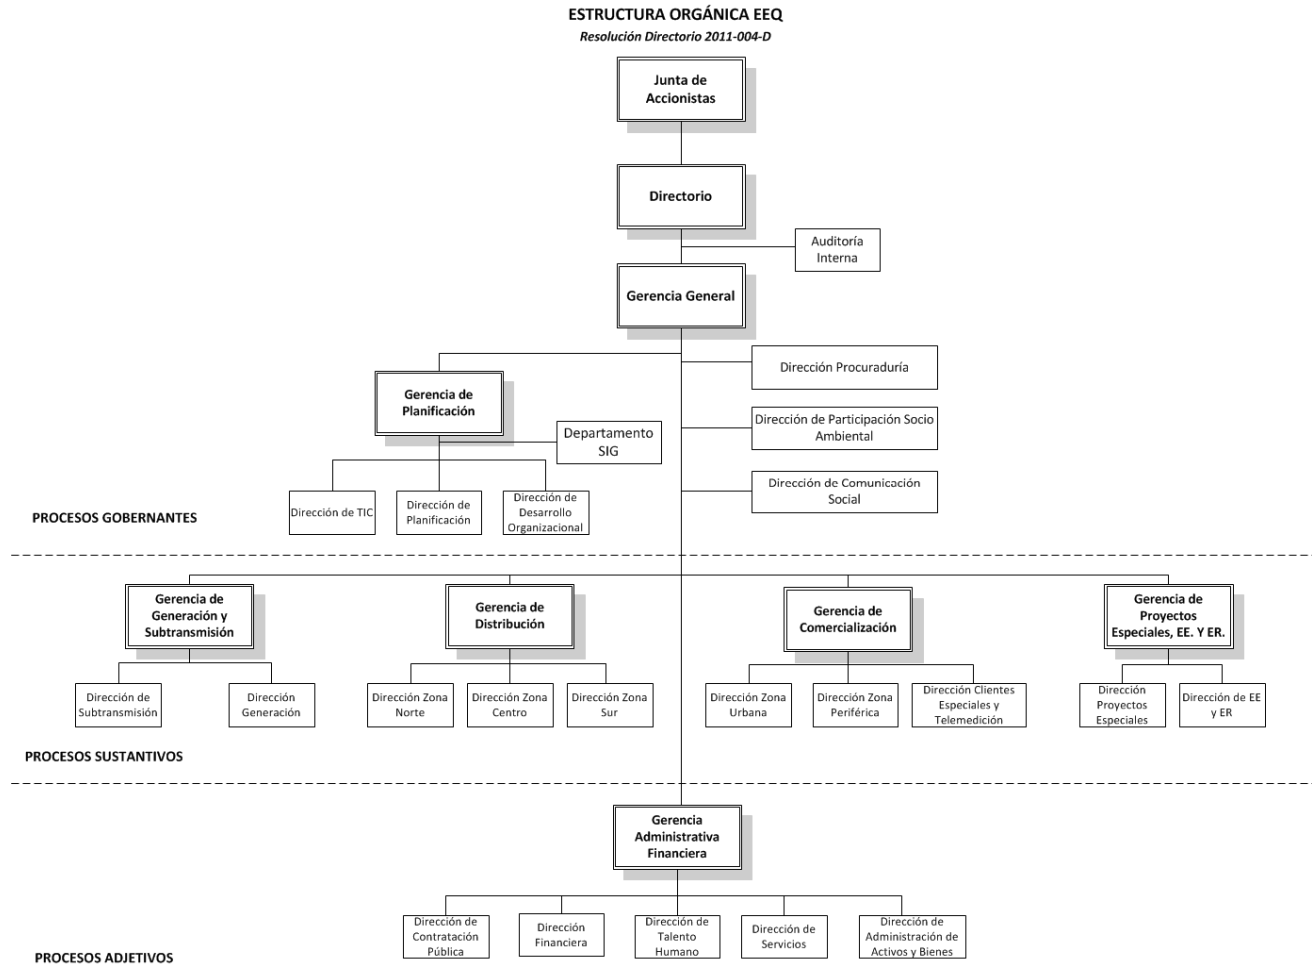 ESTRUCTURA ORGÁNICA EEQ
Resolución Directorio 2011-004-D
Junta de
Accionistas
Directorio
Auditoría
Interna
Gerencia General
Dirección Procuraduría
Gerencia de
Planificación
Dirección de Participación Socio
Ambiental
Departamento
SIG
Dirección de Comunicación
Social
Dirección de TIC
Dirección de
Planificación
Dirección de
Desarrollo
Organizacional
PROCESOS GOBERNANTES
Gerencia de
Generación y
Subtransmisión
Gerencia de
Distribución
Gerencia de
Comercialización
Gerencia de
Proyectos
Especiales, EE. Y ER.
Dirección de
Subtransmisión
Dirección
Generación
Dirección Zona
Norte
Dirección Zona
Centro
Dirección Zona
Sur
Dirección Zona
Urbana
Dirección Zona
Periférica
Dirección Clientes
Especiales y
Telemedición
Dirección
Proyectos
Especiales
Dirección de EE
y ER
PROCESOS SUSTANTIVOS
Gerencia
Administrativa
Financiera
Dirección de
Contratación
Pública
Dirección
Financiera
Dirección de
Talento
Humano
Dirección de
Servicios
Dirección de
Administración de
Activos y Bienes
PROCESOS ADJETIVOS